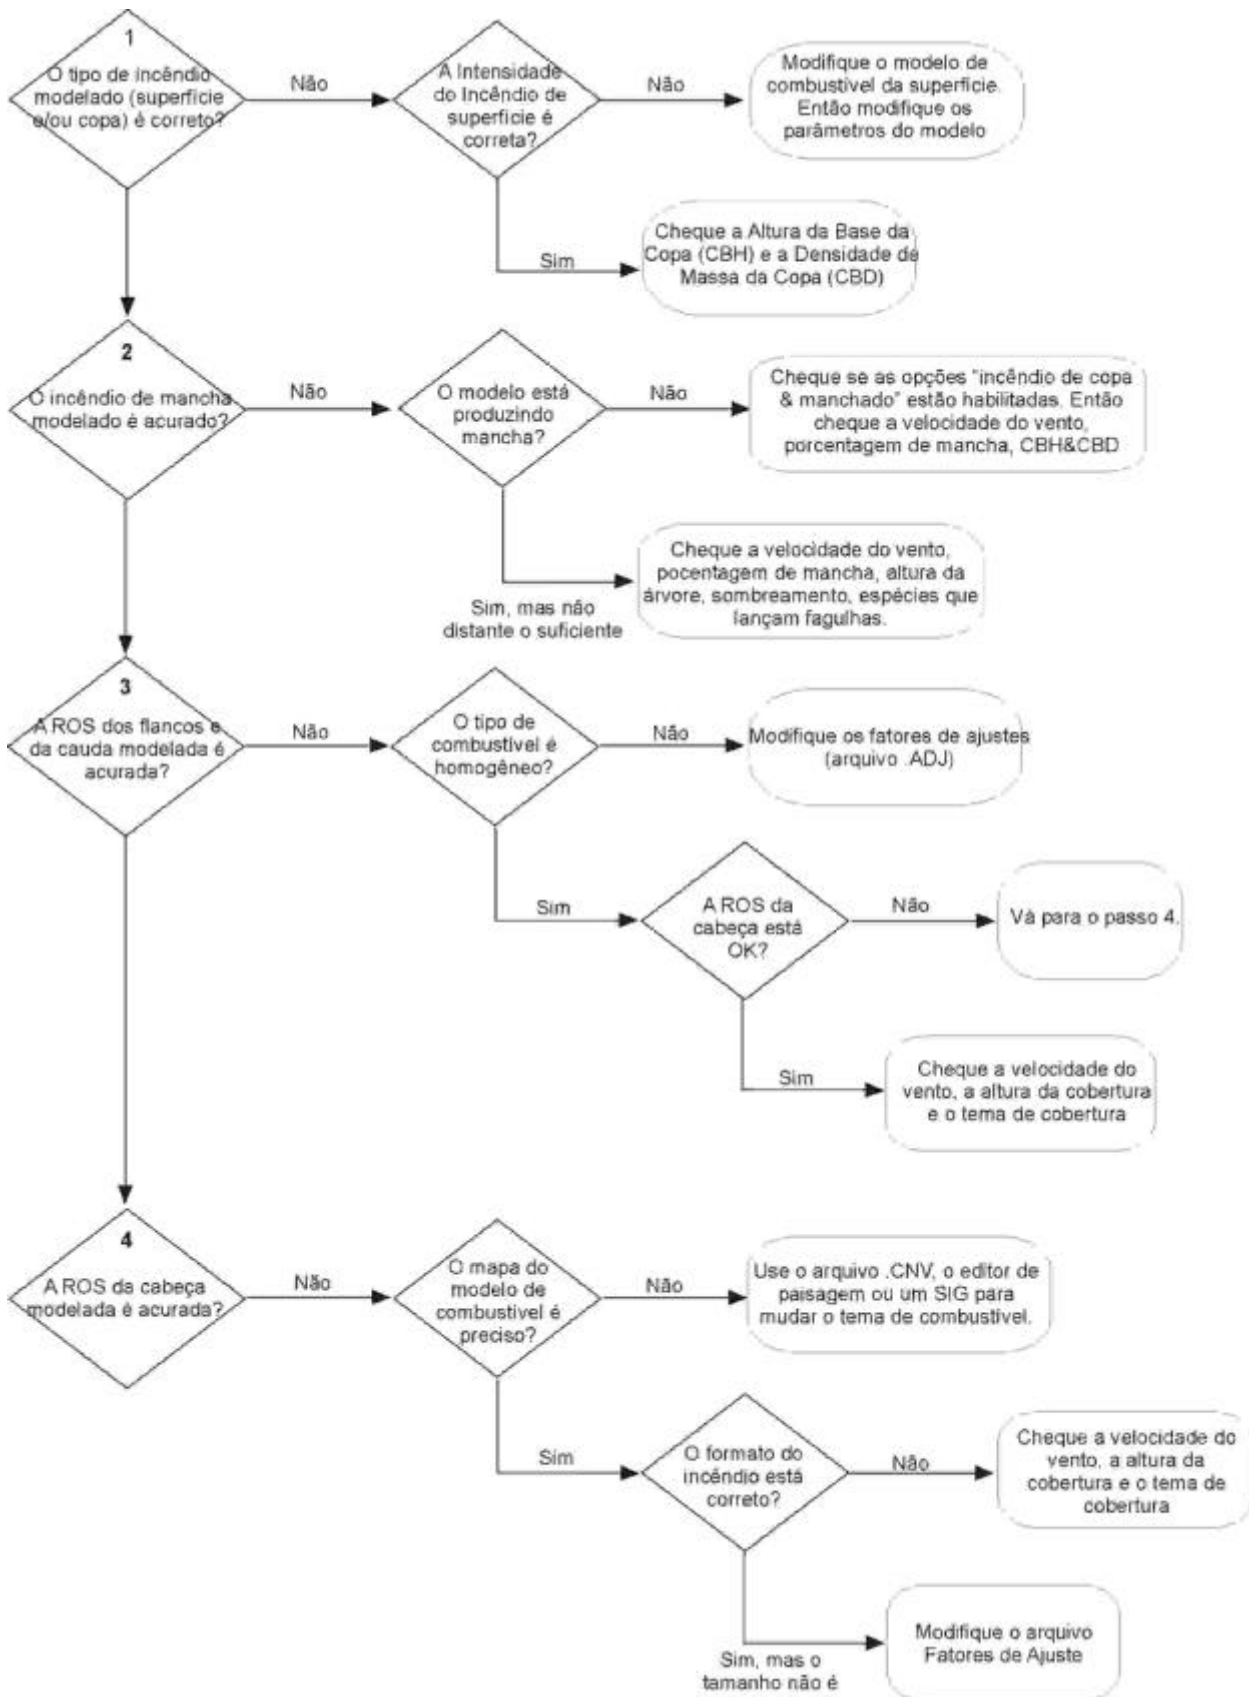 1
O tipo de incêndio
modelado (superfície
e/ou copa) é correto?
Não
A Intensidade
do Incêndio de
superfície é
correta?
Não
Modifique o modelo de
combustível da superfície.
Então modifique os
parâmetros do modelo
Sim
Cheque a Altura da Base da
Copa (CBH) e a Densidade de
Massa da Copa (CBD)
2
O incêndio de mancha
modelado é acurado?
Não
O modelo está
produzindo
mancha?
Não
Cheque se as opções "incêndio de copa
& manchado" estão habilitadas. Então
cheque a velocidade do vento,
porcentagem de mancha, CBH&CBD
Sim, mas não
distante o suficiente
Cheque a velocidade do vento,
pocentagem de mancha, altura da
árvore, sombreamento, espécies que
lançam fagulhas.
3
A ROS dos flancos e
da cauda modelada é
acurada?
Não
O tipo de
combustível é
homogêneo?
Não
Modifique os fatores de ajustes
(arquivo .ADJ)
Sim
A ROS da
cabeça está
OK?
Não
Vá para o passo 4.
Sim
Cheque a velocidade do
vento, a altura da cobertura
e o tema de cobertura
4
A ROS da cabeça
modelada é acurada?
Não
O mapa do
modelo de
combustível é
preciso?
Não
Use o arquivo .CNV, o editor de
paisagem ou um SIG para
mudar o tema de combustível.
Sim
O formato do
incêndio está
correto?
Não
Cheque a velocidade do
vento, a altura da
cobertura e o tema de
cobertura
Sim, mas o
tamanho não é
Modifique o arquivo
Fatores de Ajuste